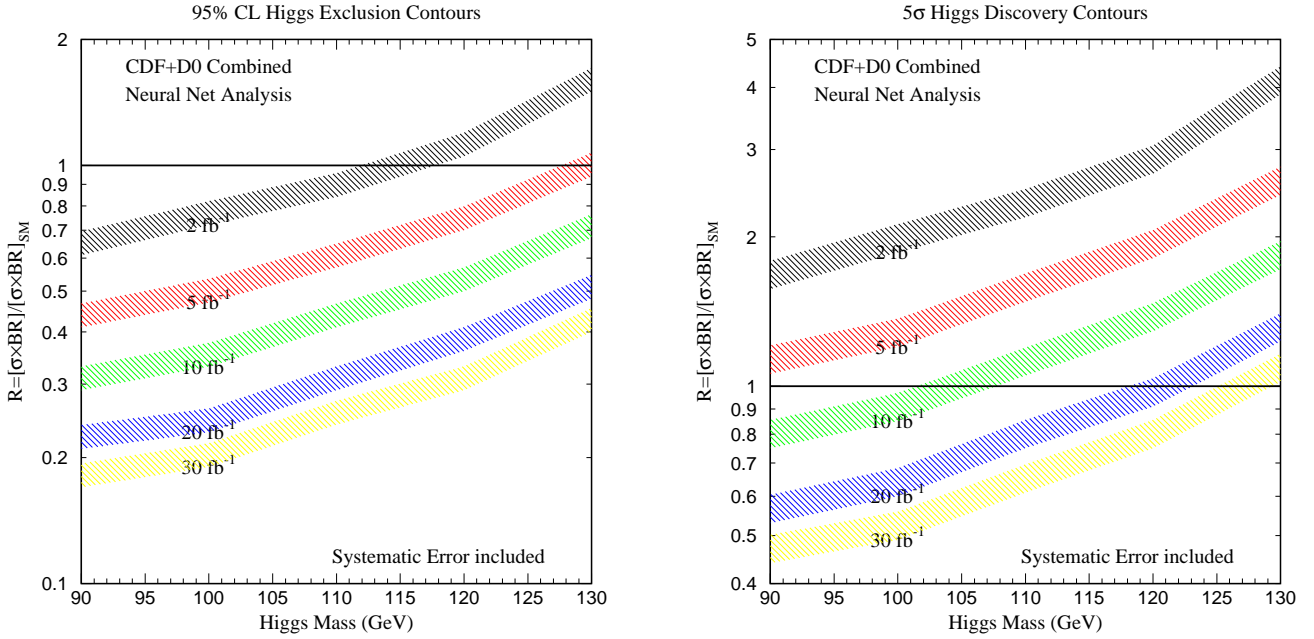 95% CL Higgs Exclusion Contours
2
1
0.9
0.8
0.7
0.6
0.5
0.4
0.3
0.2
0.1
R=[σ×BR]/[σ×BR]SM
CDF+D0 Combined
Neural Net Analysis
2 fb-1
5 fb-1
10 fb-1
20 fb-1
30 fb-1
Systematic Error included
90 95 100 105 110 115 120 125 130
Higgs Mass (GeV)
5σ Higgs Discovery Contours
5
4
3
2
1
0.9
0.8
0.7
0.6
0.5
0.4
R=[σ×BR]/[σ×BR]SM
CDF+D0 Combined
Neural Net Analysis
2 fb-1
5 fb-1
10 fb-1
20 fb-1
30 fb-1
Systematic Error included
90 95 100 105 110 115 120 125 130
Higgs Mass (GeV)